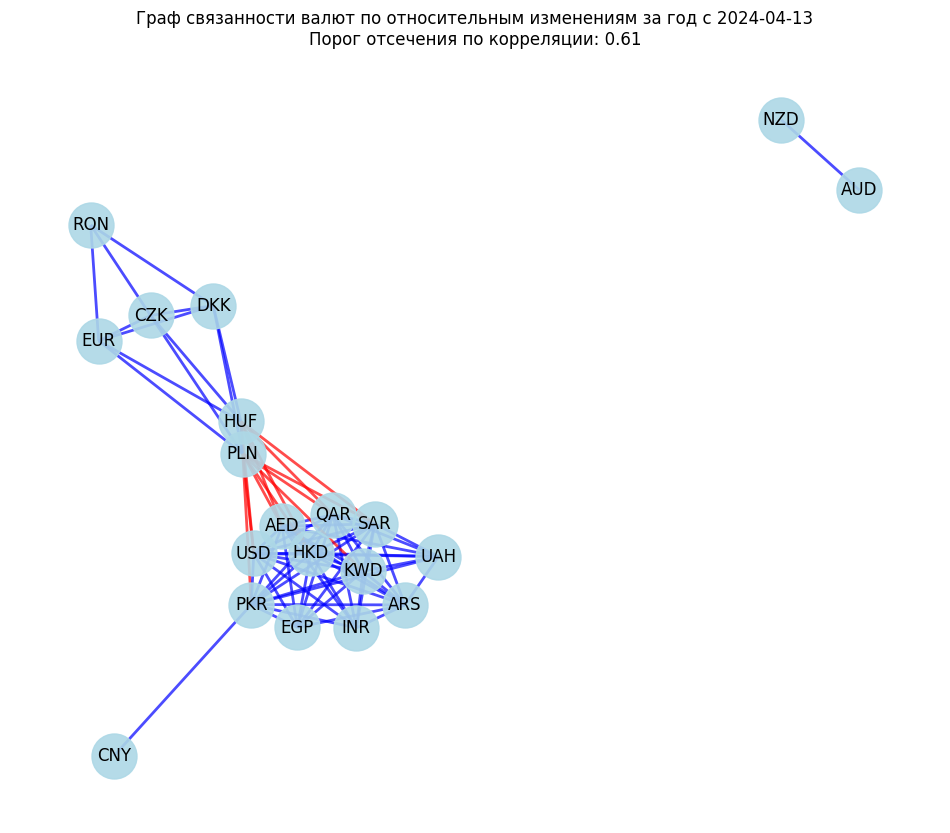 Граф связанности валют по относительным изменениям за год с 2024-04-13
Порог отсечения по корреляции: 0.61
NZD
AUD
RON
DKK
CZK
EUR
HUF
PLN
QAR
SAR
AED
USD
HKD
UAH
KWD
PKR
ARS
EGP
INR
CNY